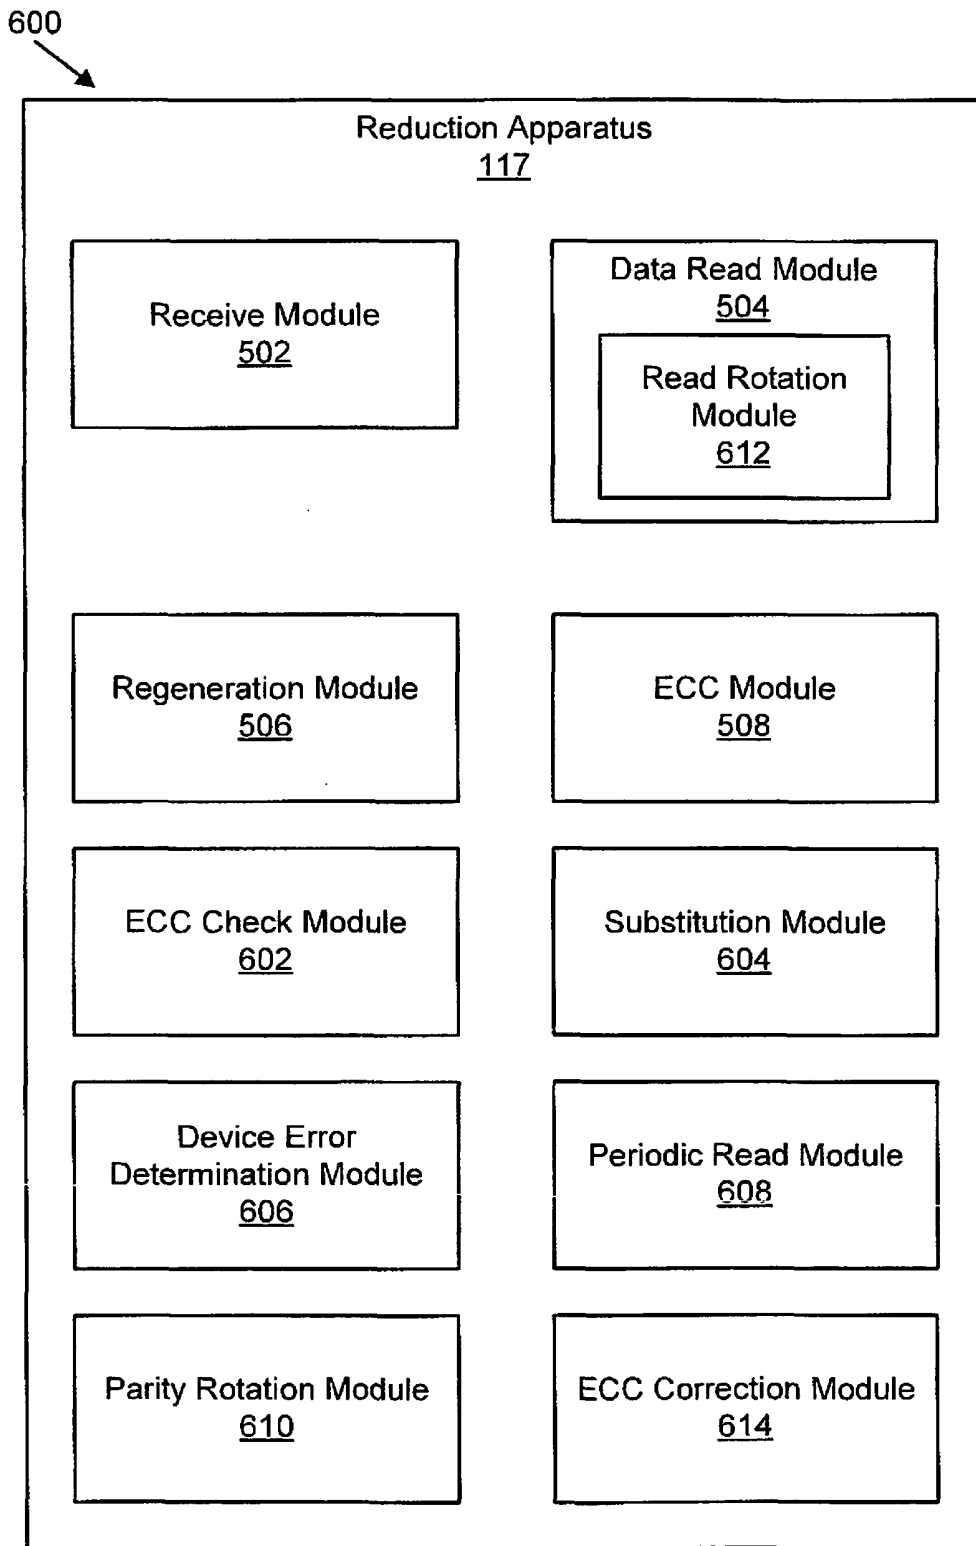 600
Reduction Apparatus
117
Receive Module
502
Data Read Module
504
Read Rotation
Module
612
Regeneration Module
506
ECC Module
508
ECC Check Module
602
Substitution Module
604
Device Error
Determination Module
606
Periodic Read Module
608
Parity Rotation Module
610
ECC Correction Module
614